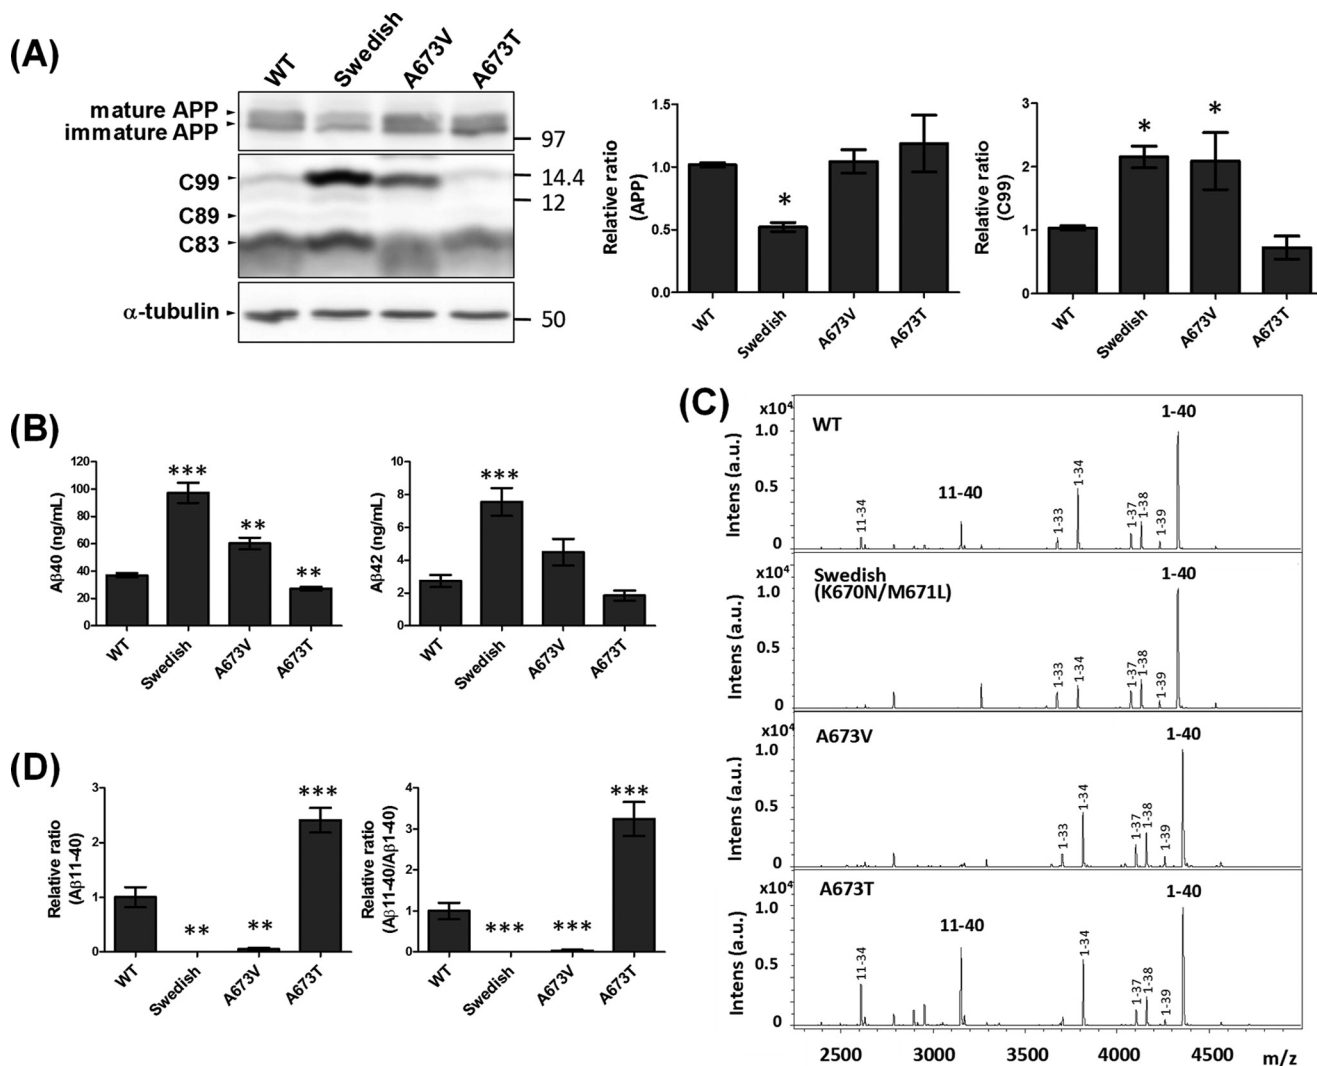 (A)
WT
Swedish
A673V
A673T
mature APP
immature APP
97
C99
14.4
12
C89
C83
α-tubulin
50
Relative ratio
(APP)
1.5
1.0
0.5
0.0
*
WT
Swedish
A673V
A673T
Relative ratio
(C99)
3
2
1
0
*
*
WT
Swedish
A673V
A673T
(B)
Aβ40 (ng/mL)
120
100
80
60
40
20
0
***
**
**
WT
Swedish
A673V
A673T
Aβ42 (ng/mL)
10
8
6
4
2
0
***
WT
Swedish
A673V
A673T
(C)
x10⁴
1.0
0.5
0
Intens (a.u.)
WT
11-34
11-40
1-33
1-34
1-37
1-38
1-39
1-40
x10⁴
1.0
0.5
0
Intens (a.u.)
Swedish
(K670N/M671L)
1-33
1-34
1-37
1-38
1-39
1-40
x10⁴
1.0
0.5
0
Intens (a.u.)
A673V
1-33
1-34
1-37
1-38
1-39
1-40
x10⁴
1.0
0.5
0
Intens (a.u.)
A673T
11-34
11-40
1-34
1-37
1-38
1-39
1-40
2500 3000 3500 4000 4500 m/z
(D)
Relative ratio
(Aβ11-40)
3
2
1
0
**
**
***
WT
Swedish
A673V
A673T
Relative ratio
(Aβ11-40/Aβ1-40)
4
3
2
1
0
***
***
***
WT
Swedish
A673V
A673T